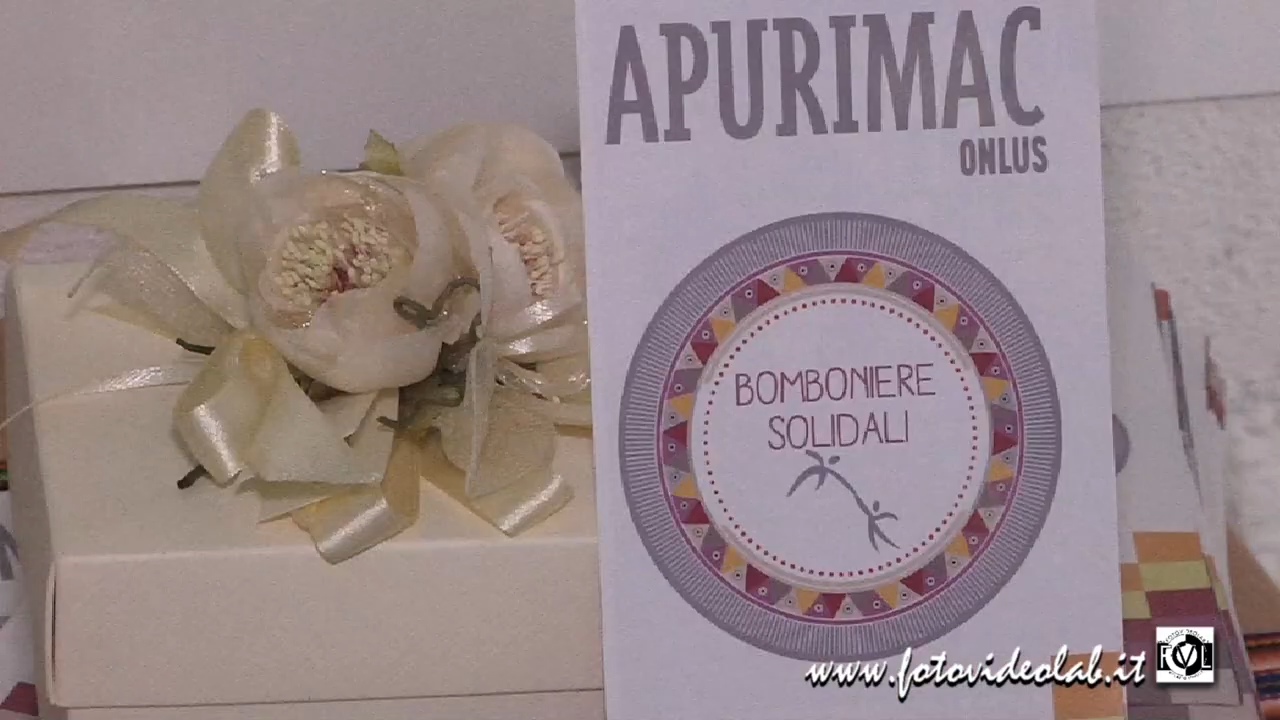 APURIMAC
ONLUS
BOMBONIERE
SOLIDALI
www.fotovideolab.it
FVL